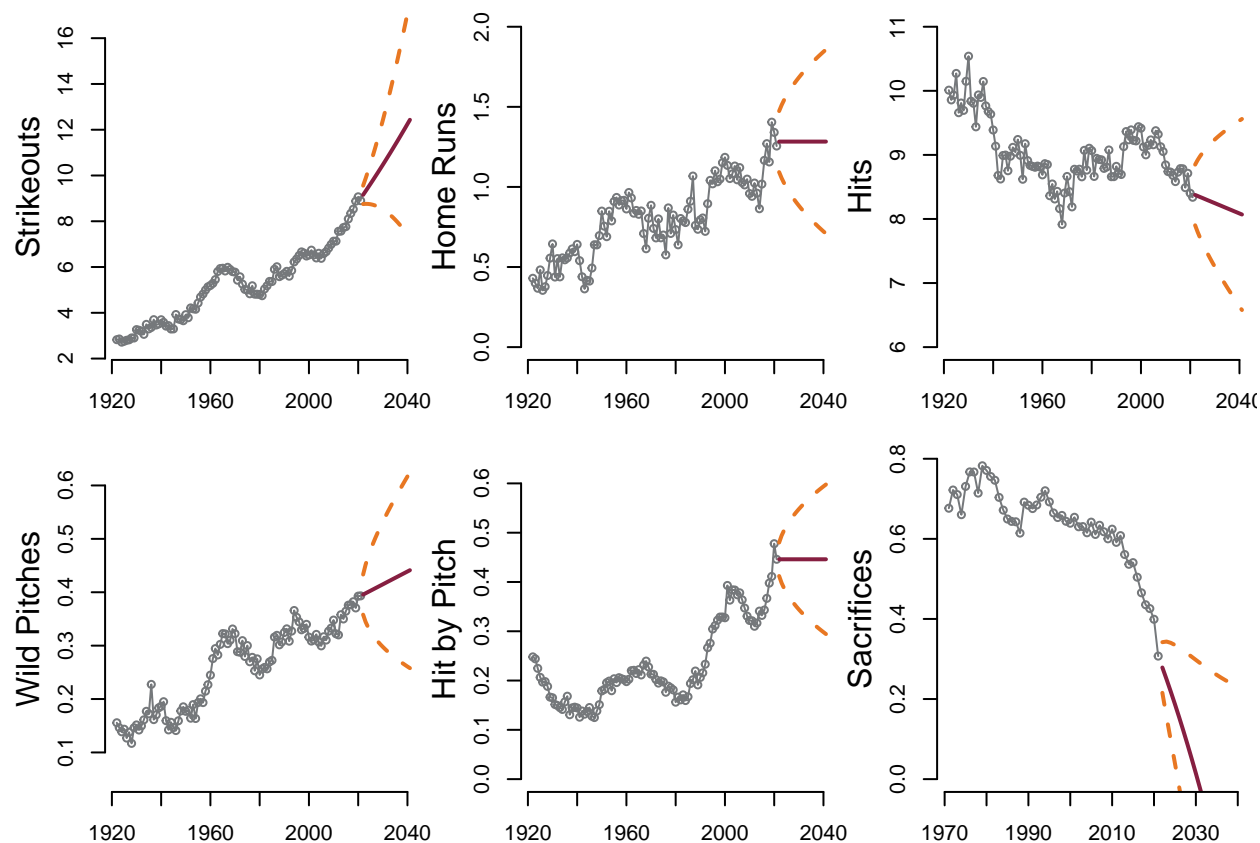 Strikeouts
2 4 6 8 10 12 14 16
1920 1960 2000 2040
Home Runs
0.0 0.5 1.0 1.5 2.0
1920 1960 2000 2040
Hits
6 7 8 9 10 11
1920 1960 2000 2040
Wild Pitches
0.1 0.2 0.3 0.4 0.5 0.6
1920 1960 2000 2040
Hit by Pitch
0.0 0.1 0.2 0.3 0.4 0.5 0.6
1920 1960 2000 2040
Sacrifices
0.0 0.2 0.4 0.6 0.8
1970 1990 2010 2030